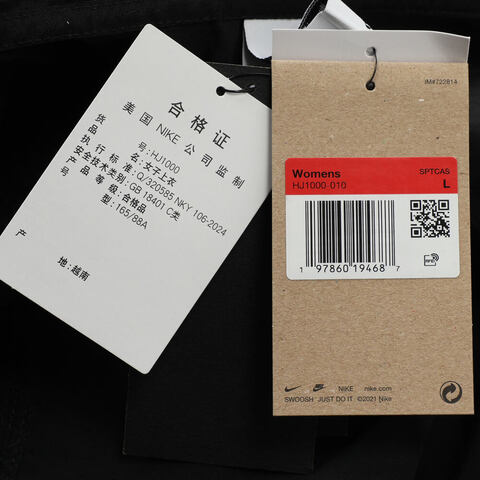 合格证
美国 NIKE 公司监制
货 号: HJ1000
品 名: 女子上衣
执行标准: Q/320585 NKY 106-2024
安全技术类别: GB 18401 C类
产品等级: 合格品
号 型: 165/88A
产 地: 越南
IM#722814
Womens
SPTCAS
HJ1000-010
L
1 97860 19468 7
RFID
NIKE nike.com
SWOOSH JUST DO IT ©2021 Nike